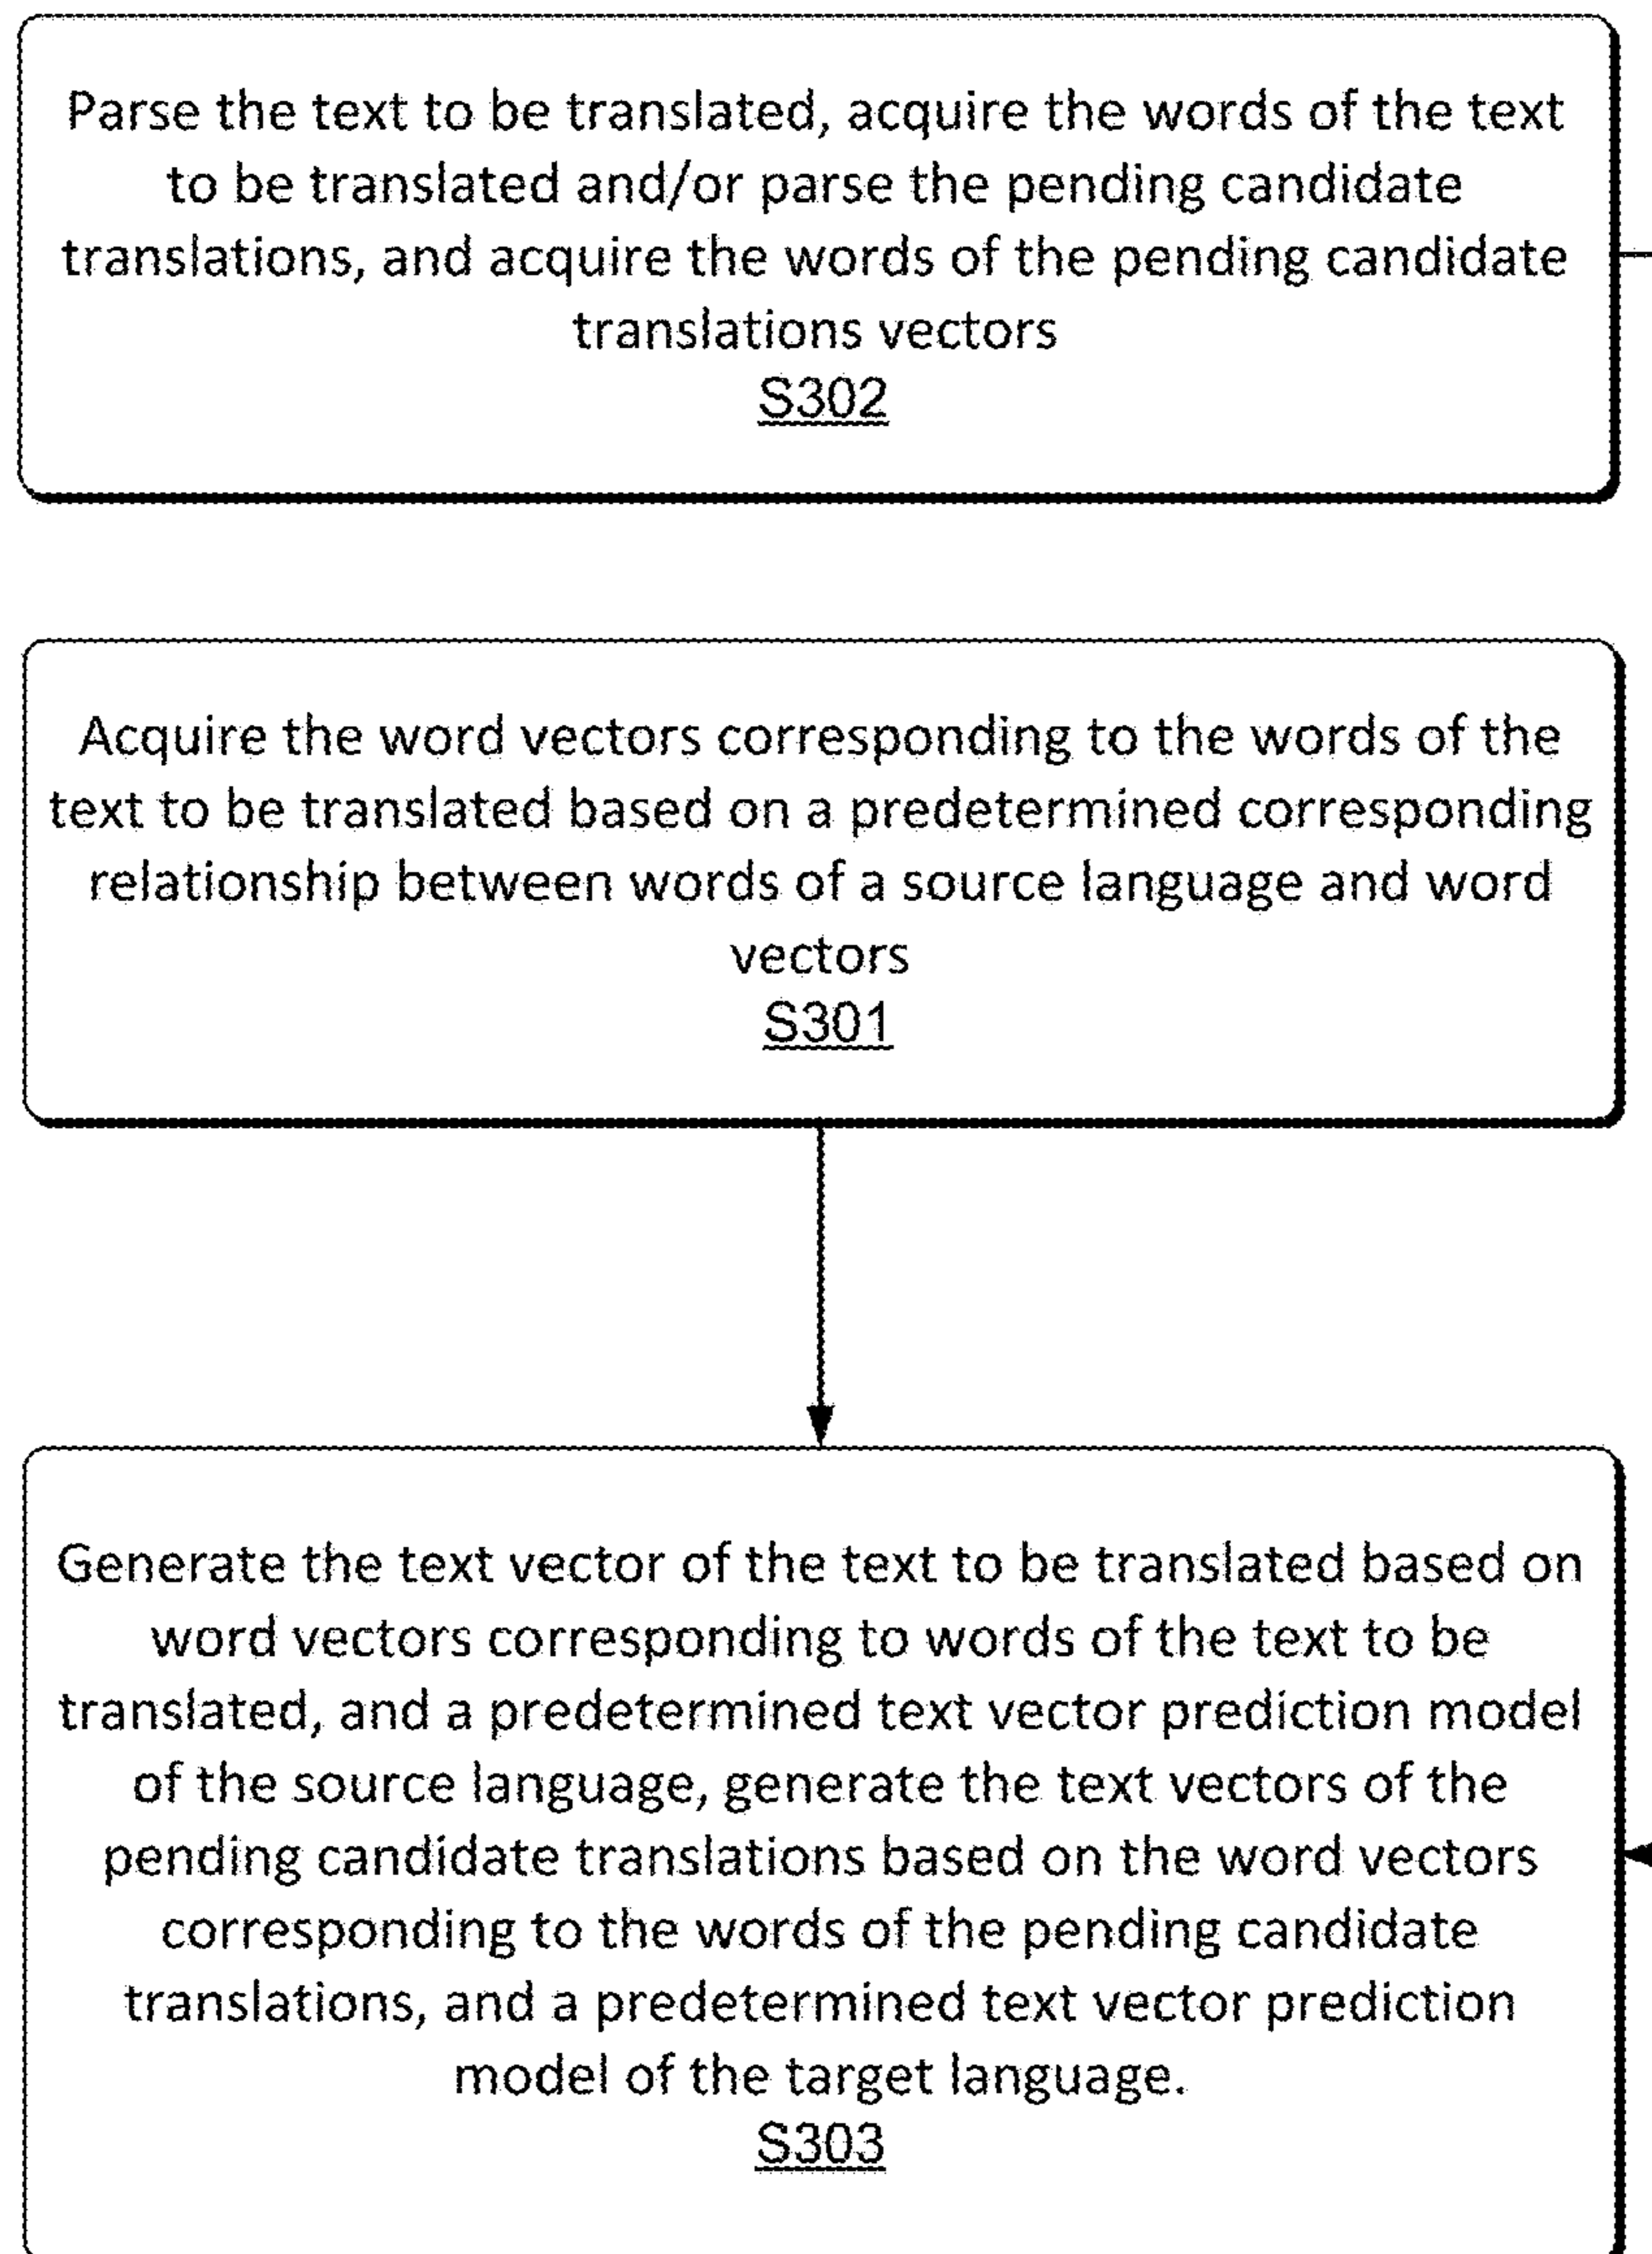 Parse the text to be translated, acquire the words of the text
to be translated and/or parse the pending candidate
translations, and acquire the words of the pending candidate
translations vectors
S302
Acquire the word vectors corresponding to the words of the
text to be translated based on a predetermined corresponding
relationship between words of a source language and word
vectors
S301
Generate the text vector of the text to be translated based on
word vectors corresponding to words of the text to be
translated, and a predetermined text vector prediction model
of the source language, generate the text vectors of the
pending candidate translations based on the word vectors
corresponding to the words of the pending candidate
translations, and a predetermined text vector prediction
model of the target language.
S303